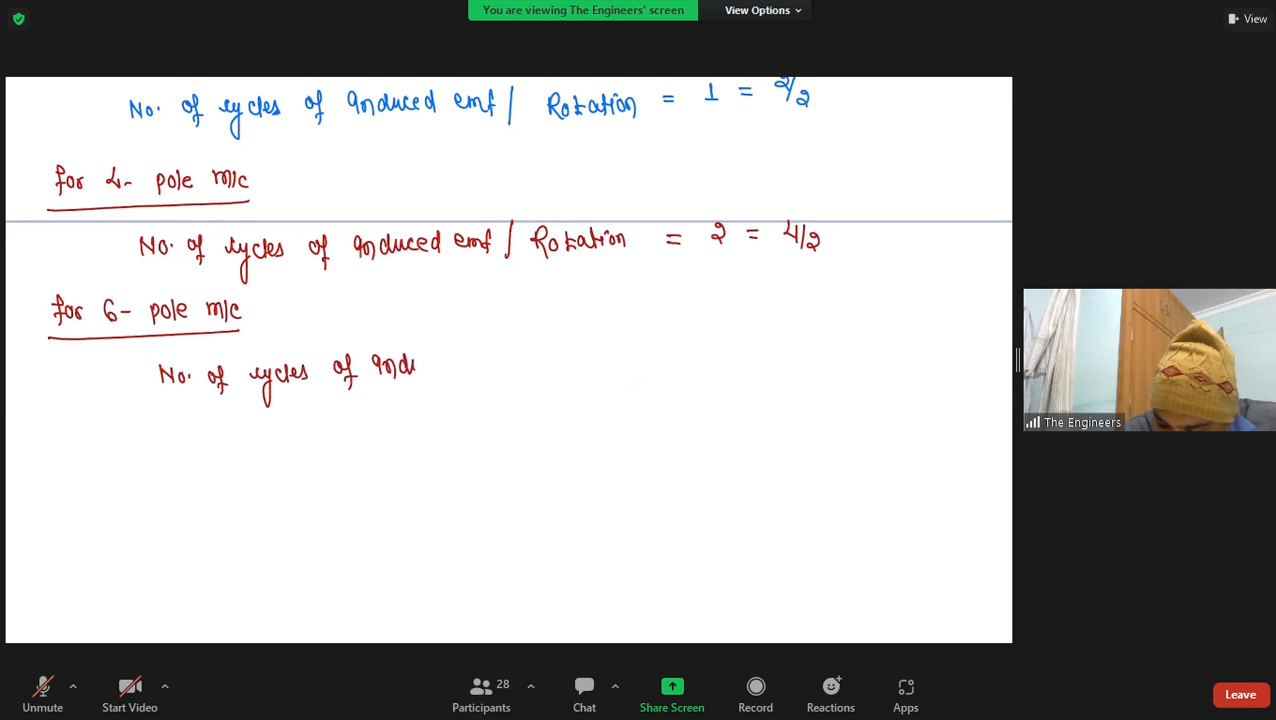 You are viewing The Engineers' screen
View Options
View
No. of cycles of Induced emf / Rotation = 1 = 2/2
for 4- pole m/c
No. of cycles of Induced emf / Rotation = 2 = 4/2
for 6- pole m/c
No. of cycles of Indu
The Engineers
Unmute
Start Video
28
Participants
Chat
Share Screen
Record
Reactions
Apps
Leave